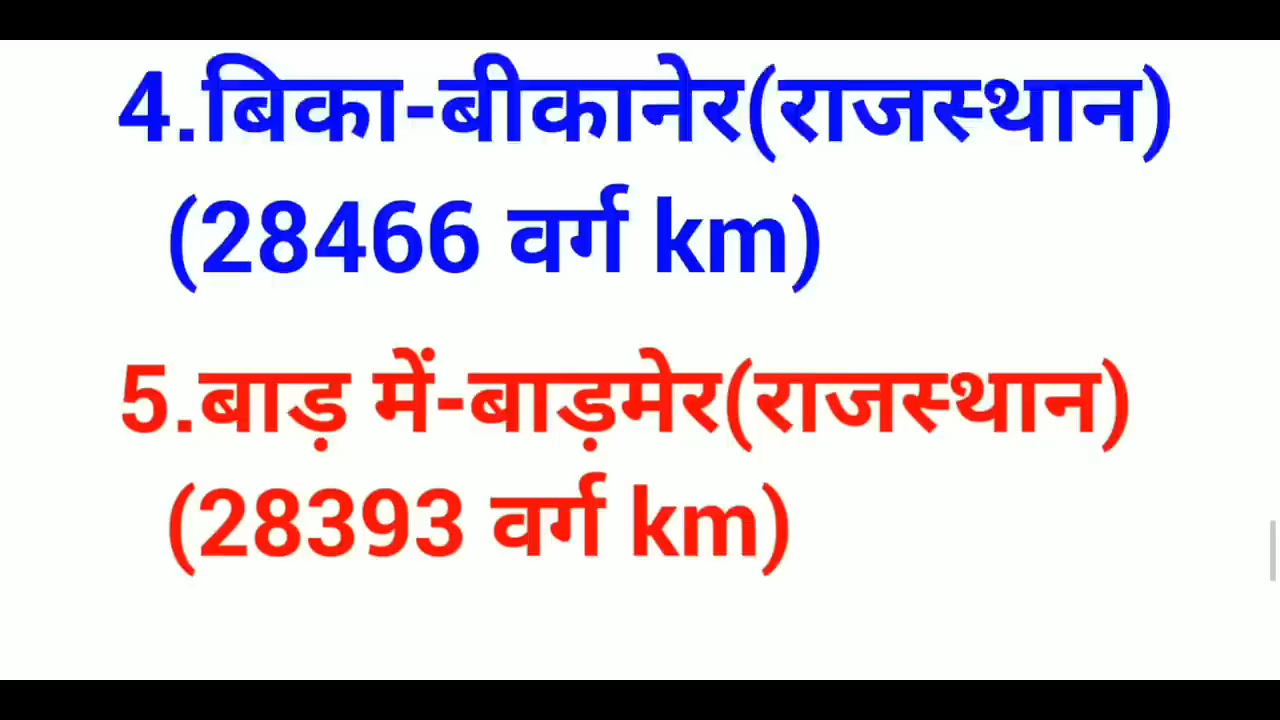 4.बिका-बीकानेर(राजस्थान)
(28466 वर्ग km)
5.बाड़ में-बाड़मेर(राजस्थान)
(28393 वर्ग km)